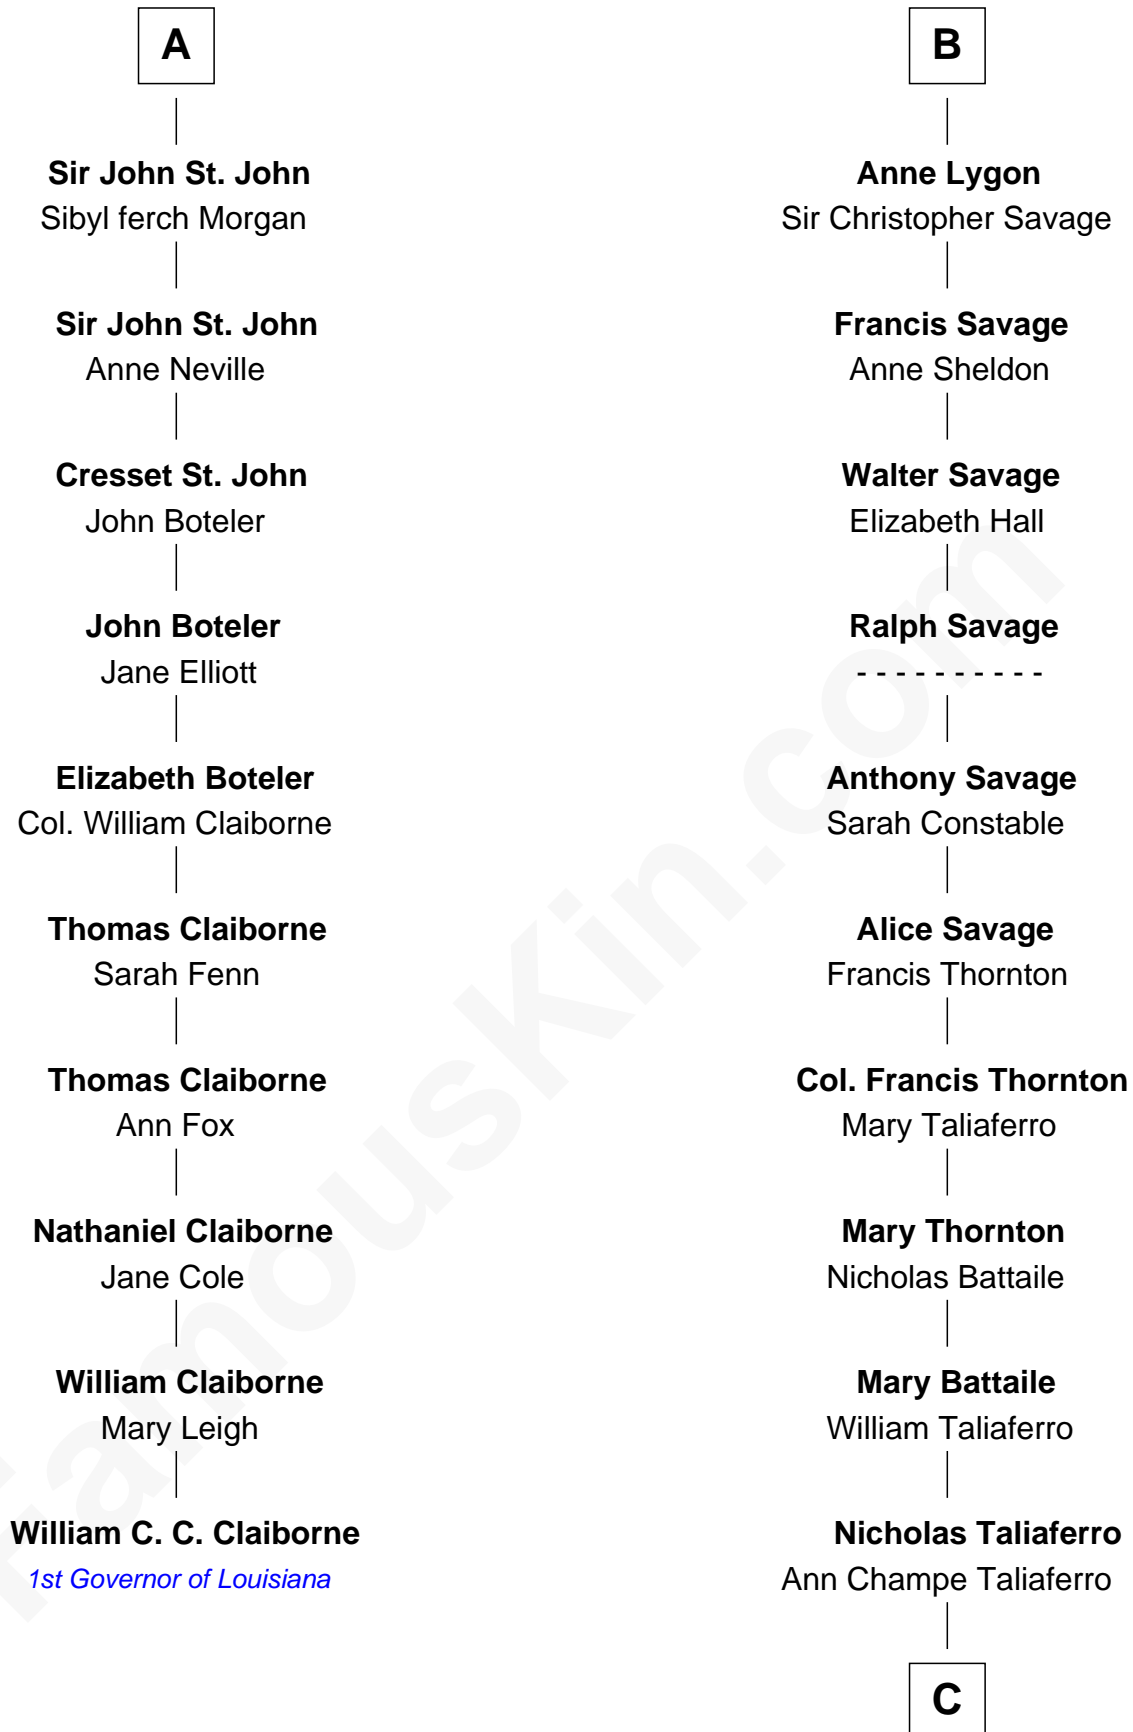 A
Sir John St. John
Sibyl ferch Morgan
Sir John St. John
Anne Neville
Cresset St. John
John Boteler
John Boteler
Jane Elliott
Elizabeth Boteler
Col. William Claiborne
Thomas Claiborne
Sarah Fenn
Thomas Claiborne
Ann Fox
Nathaniel Claiborne
Jane Cole
William Claiborne
Mary Leigh
William C. C. Claiborne
1st Governor of Louisiana
B
Anne Lygon
Sir Christopher Savage
Francis Savage
Anne Sheldon
Walter Savage
Elizabeth Hall
Ralph Savage
- - - - - - - - - -
Anthony Savage
Sarah Constable
Alice Savage
Francis Thornton
Col. Francis Thornton
Mary Taliaferro
Mary Thornton
Nicholas Battaile
Mary Battaile
William Taliaferro
Nicholas Taliaferro
Ann Champe Taliaferro
C
FamousKin.com